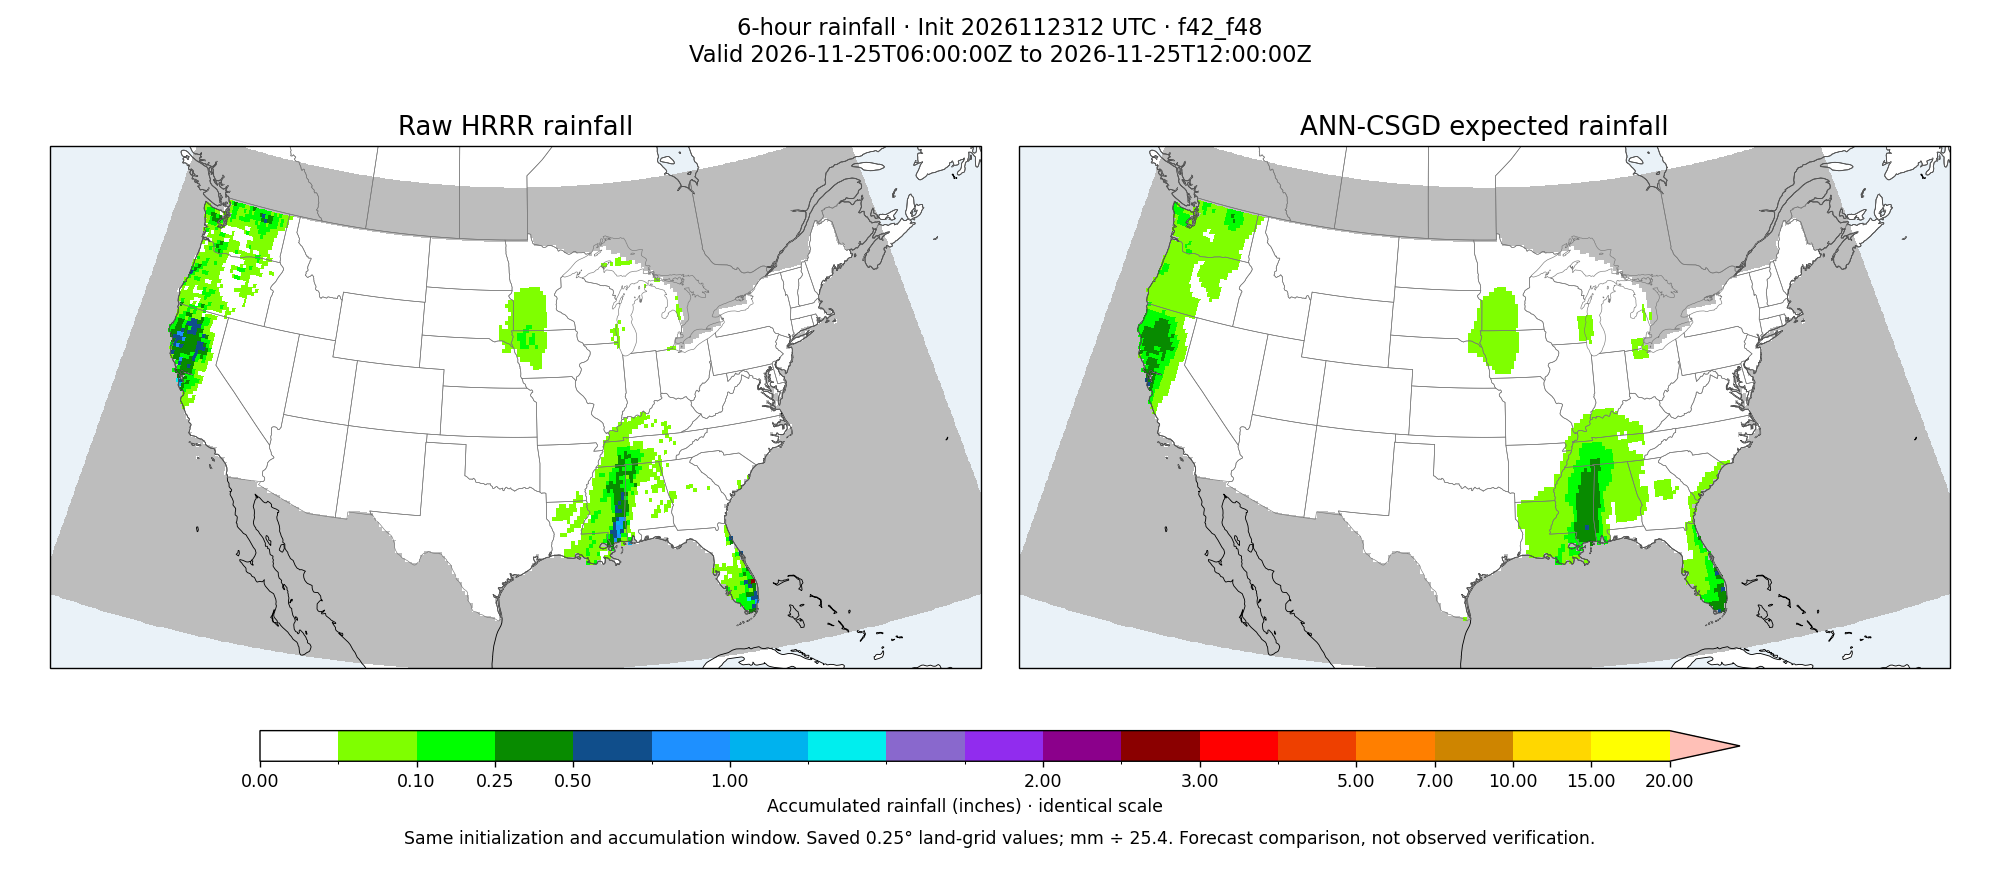 6-hour rainfall · Init 2026112312 UTC · f42_f48
Valid 2026-11-25T06:00:00Z to 2026-11-25T12:00:00Z
Raw HRRR rainfall
ANN-CSGD expected rainfall
0.00 0.10 0.25 0.50 1.00 2.00 3.00 5.00 7.00 10.00 15.00 20.00
Accumulated rainfall (inches) · identical scale
Same initialization and accumulation window. Saved 0.25° land-grid values; mm ÷ 25.4. Forecast comparison, not observed verification.